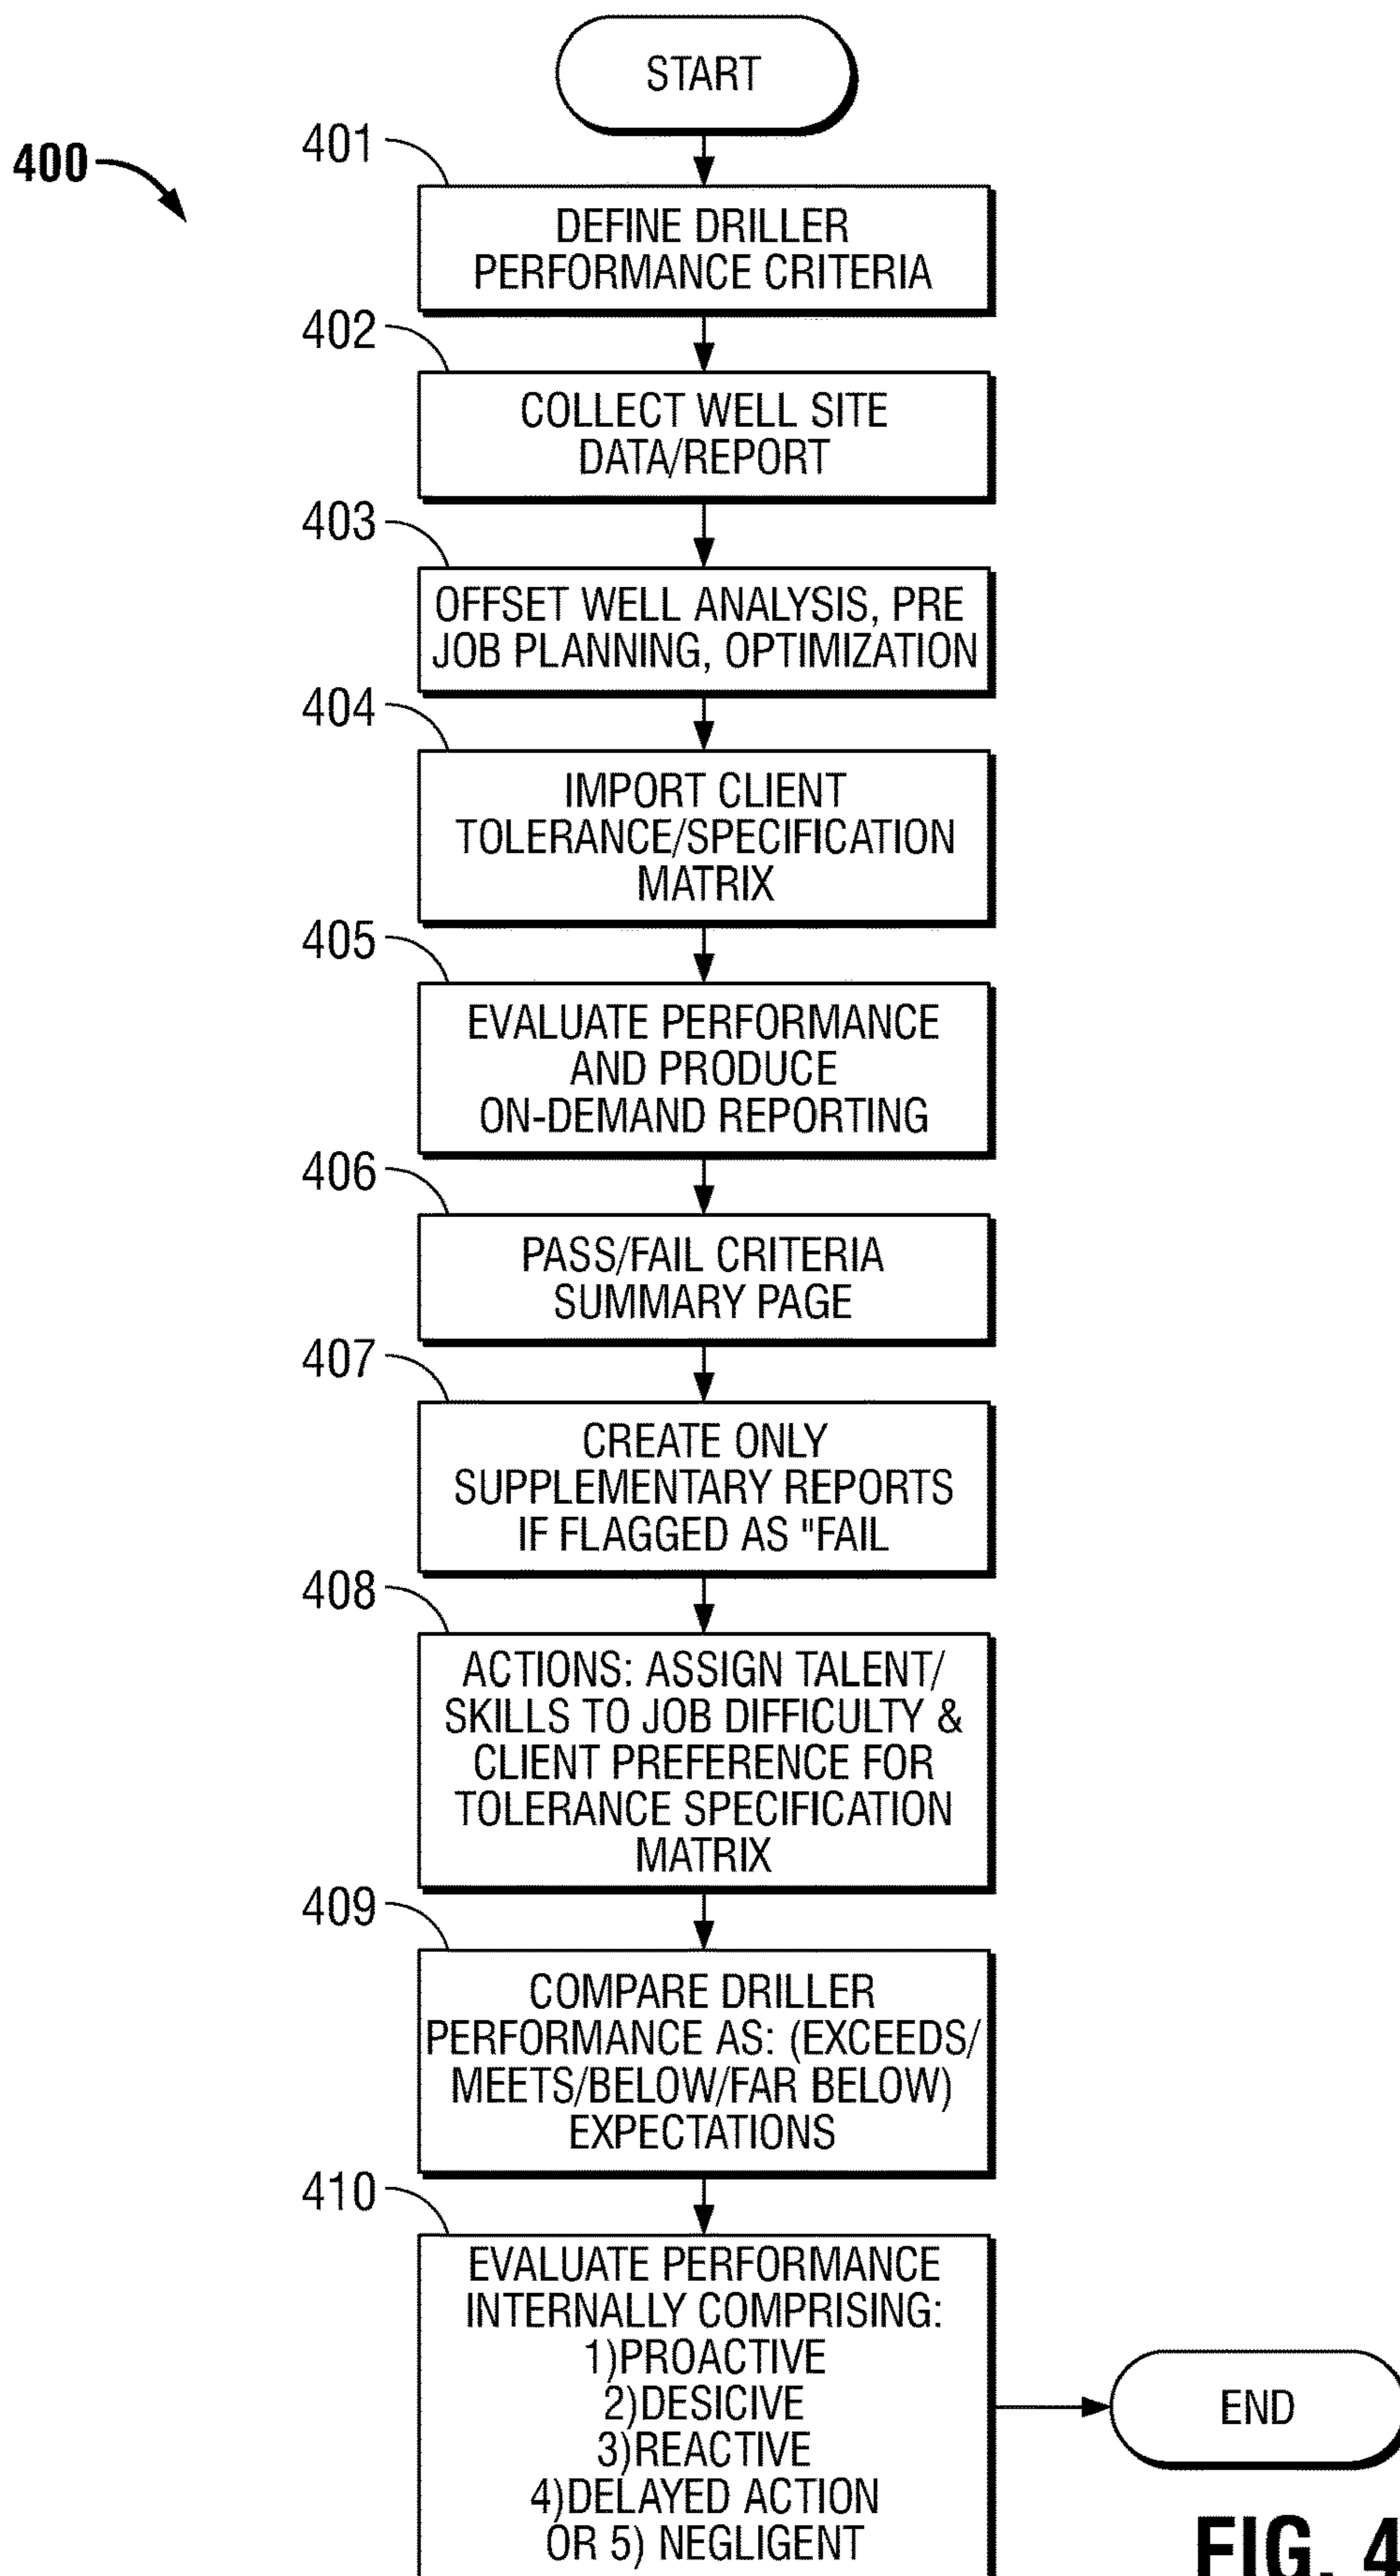 START
400
401
DEFINE DRILLER
PERFORMANCE CRITERIA
402
COLLECT WELL SITE
DATA/REPORT
403
OFFSET WELL ANALYSIS, PRE
JOB PLANNING, OPTIMIZATION
404
IMPORT CLIENT
TOLERANCE/SPECIFICATION
MATRIX
405
EVALUATE PERFORMANCE
AND PRODUCE
ON-DEMAND REPORTING
406
PASS/FAIL CRITERIA
SUMMARY PAGE
407
CREATE ONLY
SUPPLEMENTARY REPORTS
IF FLAGGED AS "FAIL
408
ACTIONS: ASSIGN TALENT/
SKILLS TO JOB DIFFICULTY &
CLIENT PREFERENCE FOR
TOLERANCE SPECIFICATION
MATRIX
409
COMPARE DRILLER
PERFORMANCE AS: (EXCEEDS/
MEETS/BELOW/FAR BELOW)
EXPECTATIONS
410
EVALUATE PERFORMANCE
INTERNALLY COMPRISING:
1)PROACTIVE
2)DESICIVE
3)REACTIVE
4)DELAYED ACTION
OR 5) NEGLIGENT
END
FIG. 4